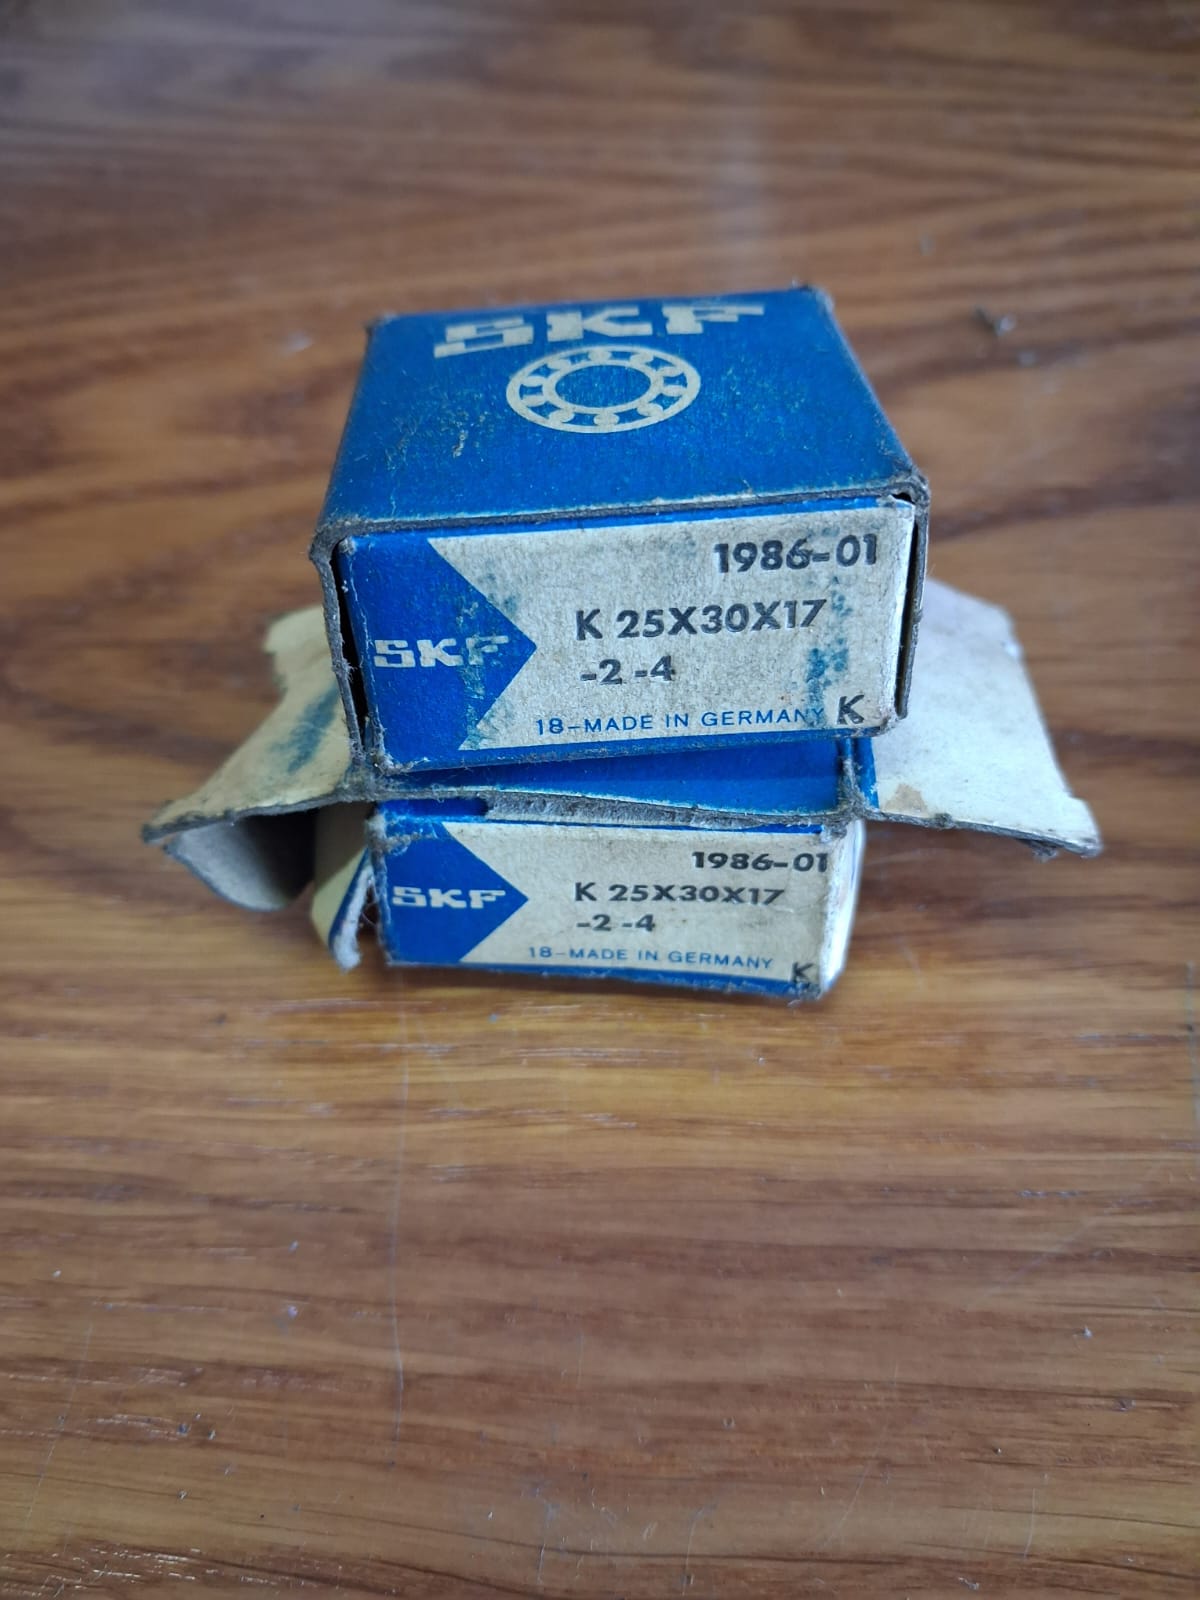 SKF
1986-01
K 25X30X17
-2 -4
SKF
18-MADE IN GERMANY K
1986-01
K 25X30X17
-2 -4
SKF
18-MADE IN GERMANY
K